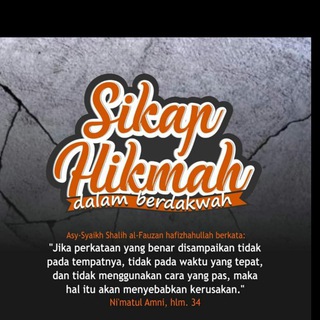 Sikap
Hikmah
dalam berdakwah
Asy-Syaikh Shalih al-Fauzan hafizhahullah berkata:
"Jika perkataan yang benar disampaikan tidak
pada tempatnya, tidak pada waktu yang tepat,
dan tidak menggunakan cara yang pas, maka
hal itu akan menyebabkan kerusakan."
Ni'matul Amni, hlm. 34